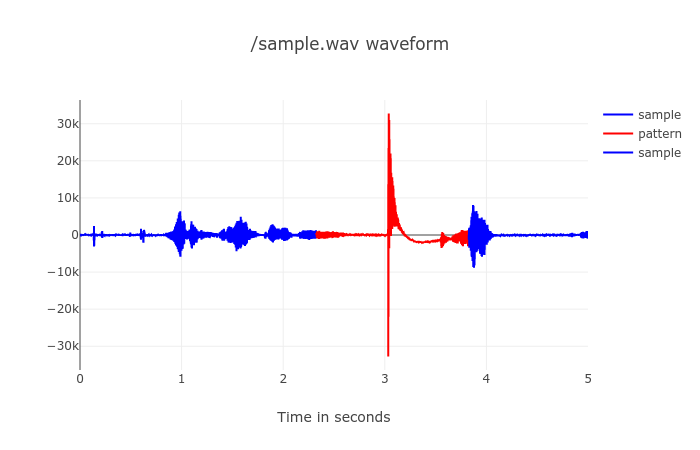 /sample.wav waveform
sample
pattern
sample
30k
20k
10k
0
−10k
−20k
−30k
0 1 2 3 4 5
Time in seconds